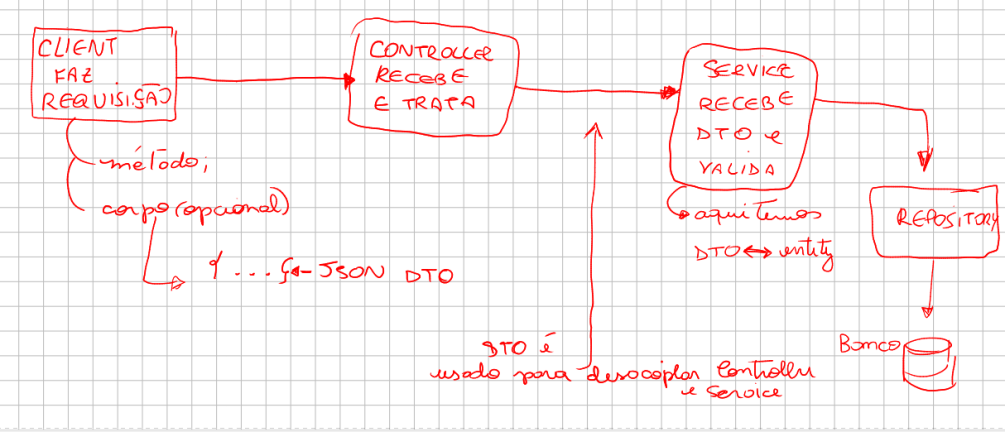 CLIENT
FAZ
REQUISIÇÃO
método;
corpo (opcional)
{ ... } ← JSON DTO
CONTROLLER
RECEBE
E TRATA
DTO é
usado para desacoplar Controller
e Service
SERVICE
RECEBE
DTO e
VALIDA
aqui temos
DTO ↔ entity
REPOSITORY
Banco